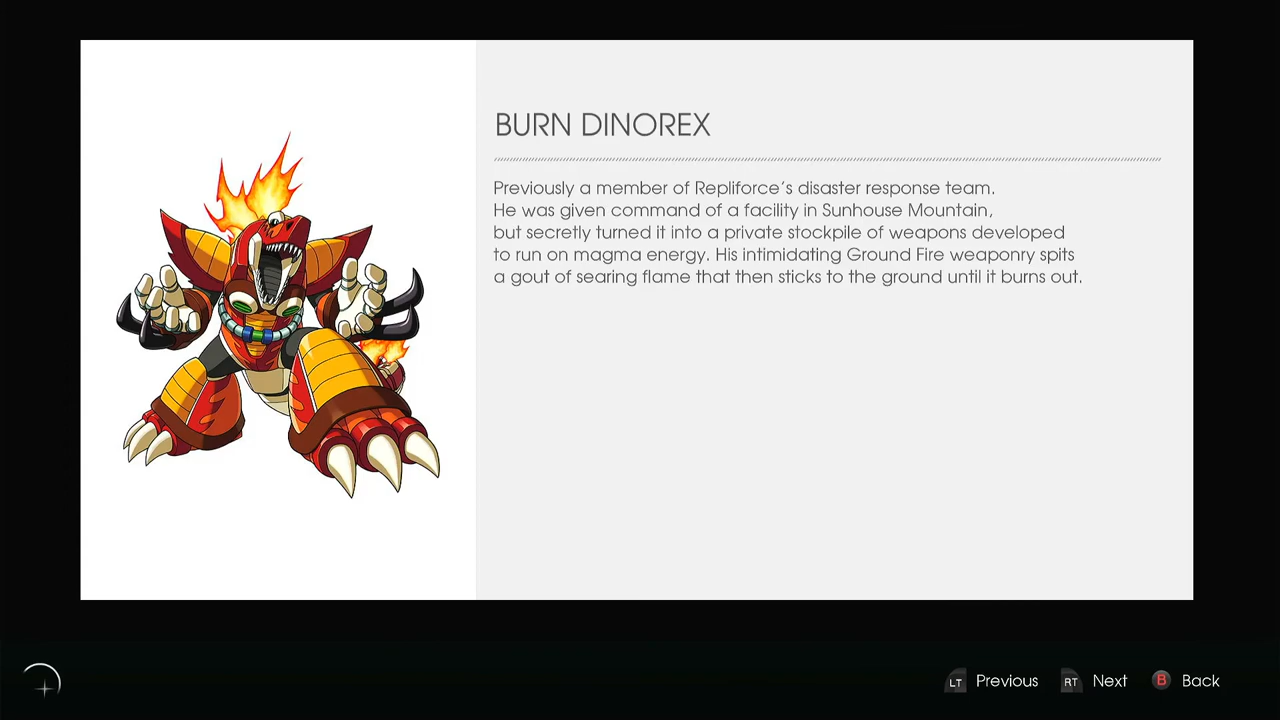 BURN DINOREX
Previously a member of Repliforce's disaster response team.
He was given command of a facility in Sunhouse Mountain,
but secretly turned it into a private stockpile of weapons developed
to run on magma energy. His intimidating Ground Fire weaponry spits
a gout of searing flame that then sticks to the ground until it burns out.
LT Previous RT Next B Back